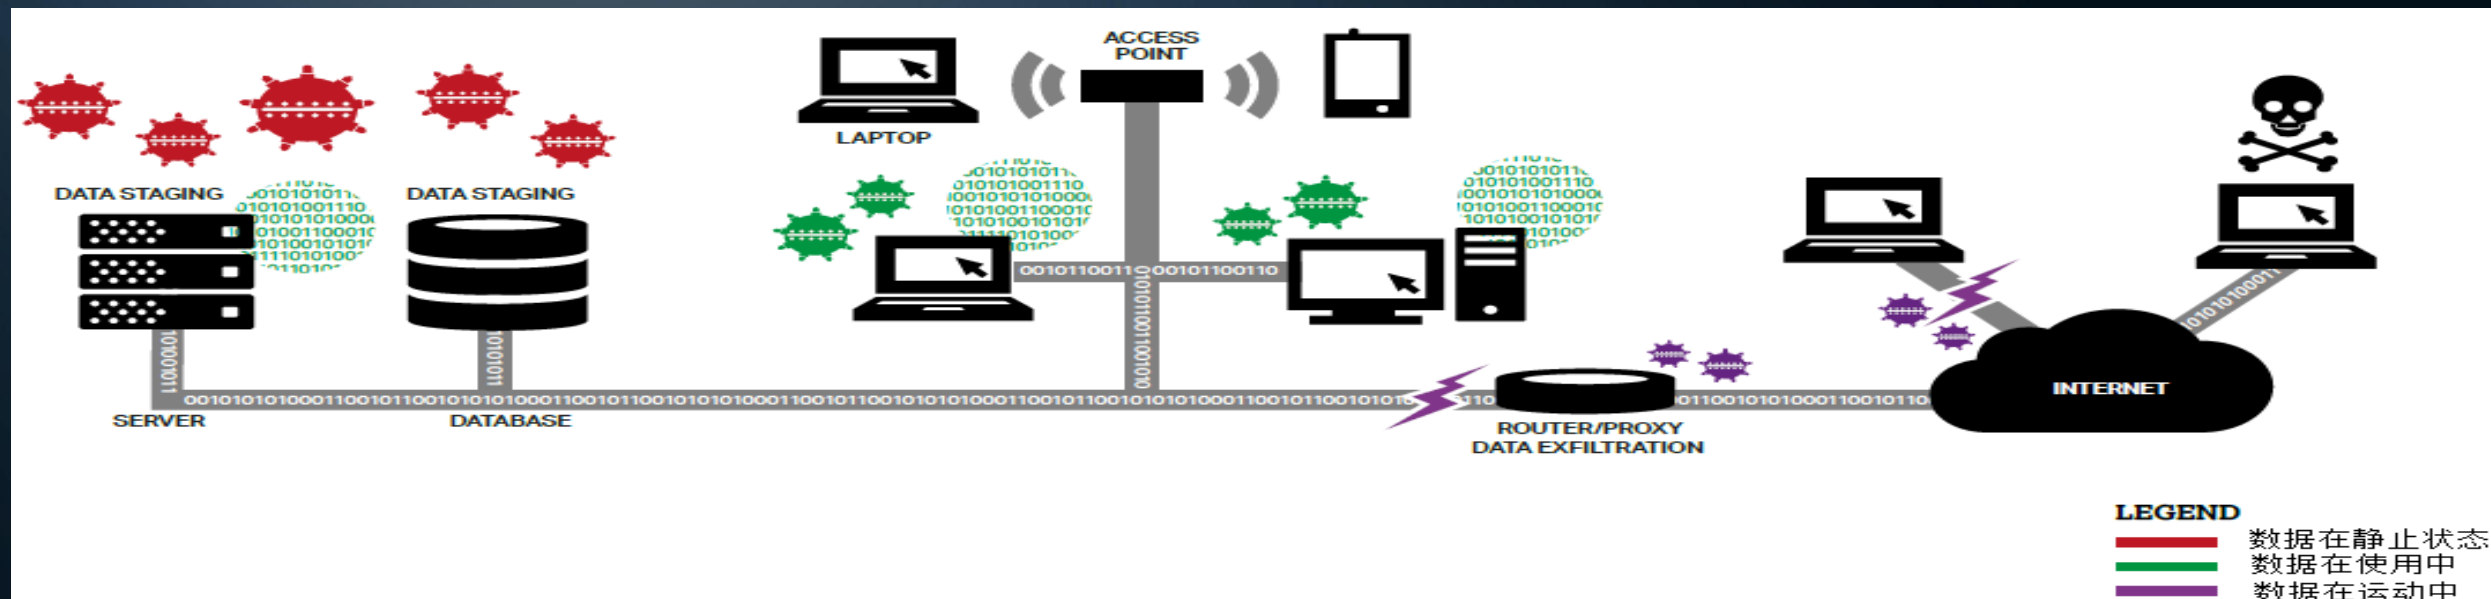 ACCESS
POINT
LAPTOP
DATA STAGING
DATA STAGING
SERVER
DATABASE
ROUTER/PROXY
DATA EXFILTRATION
INTERNET
LEGEND
数据在静止状态
数据在使用中
数据在运动中